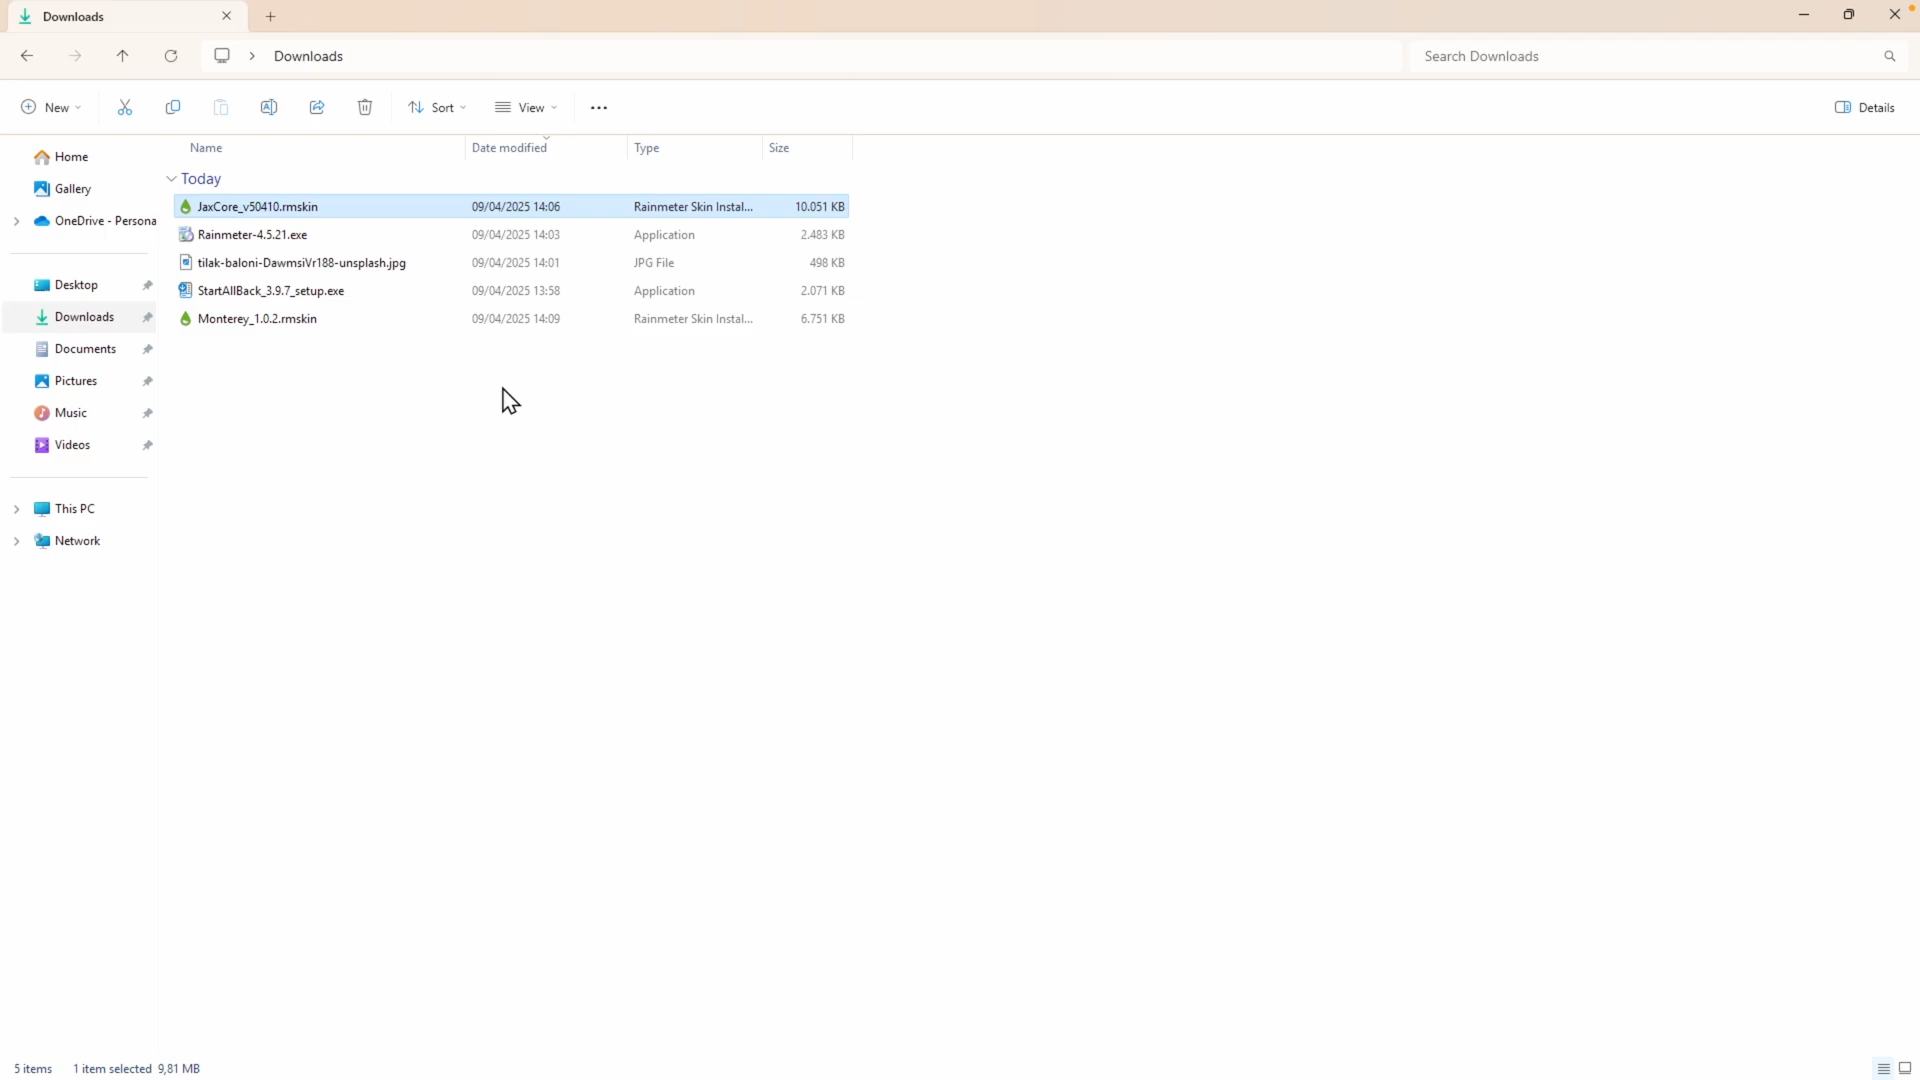 Downloads
Downloads
Search Downloads
New
Sort
View
Details
Name Date modified Type Size
Home
Gallery
OneDrive - Persona
Desktop
Downloads
Documents
Pictures
Music
Videos
This PC
Network
Today
JaxCore_v50410.rmskin 09/04/2025 14:06 Rainmeter Skin Instal... 10.051 KB
Rainmeter-4.5.21.exe 09/04/2025 14:03 Application 2.483 KB
tilak-baloni-DawmsiVr188-unsplash.jpg 09/04/2025 14:01 JPG File 498 KB
StartAllBack_3.9.7_setup.exe 09/04/2025 13:58 Application 2.071 KB
Monterey_1.0.2.rmskin 09/04/2025 14:09 Rainmeter Skin Instal... 6.751 KB
5 items 1 item selected 9,81 MB